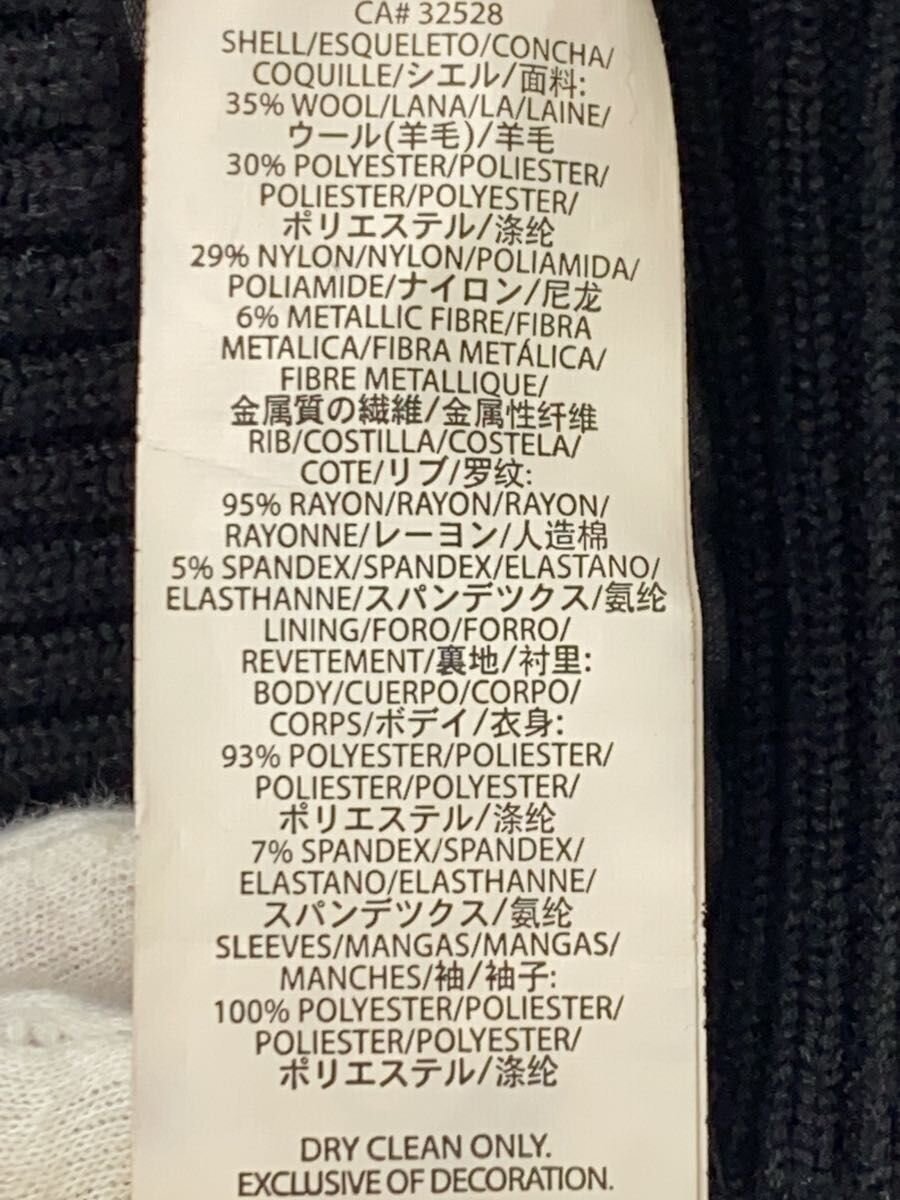 CA# 32528
SHELL/ESQUELETO/CONCHA/
COQUILLE/シエル/面料:
35% WOOL/LANA/LA/LAINE/
ウール(羊毛)/羊毛
30% POLYESTER/POLIESTER/
POLIESTER/POLYESTER/
ポリエステル/涤纶
29% NYLON/NYLON/POLIAMIDA/
POLIAMIDE/ナイロン/尼龙
6% METALLIC FIBRE/FIBRA
METALICA/FIBRA METÁLICA/
FIBRE METALLIQUE/
金属質の繊維/金属性纤维
RIB/COSTILLA/COSTELA/
COTE/リブ/罗纹:
95% RAYON/RAYON/RAYON/
RAYONNE/レーヨン/人造棉
5% SPANDEX/SPANDEX/ELASTANO/
ELASTHANNE/スパンデツクス/氨纶
LINING/FORO/FORRO/
REVETEMENT/裏地/衬里:
BODY/CUERPO/CORPO/
CORPS/ボデイ/衣身:
93% POLYESTER/POLIESTER/
POLIESTER/POLYESTER/
ポリエステル/涤纶
7% SPANDEX/SPANDEX/
ELASTANO/ELASTHANNE/
スパンデツクス/氨纶
SLEEVES/MANGAS/MANGAS/
MANCHES/袖/袖子:
100% POLYESTER/POLIESTER/
POLIESTER/POLYESTER/
ポリエステル/涤纶
DRY CLEAN ONLY.
EXCLUSIVE OF DECORATION.